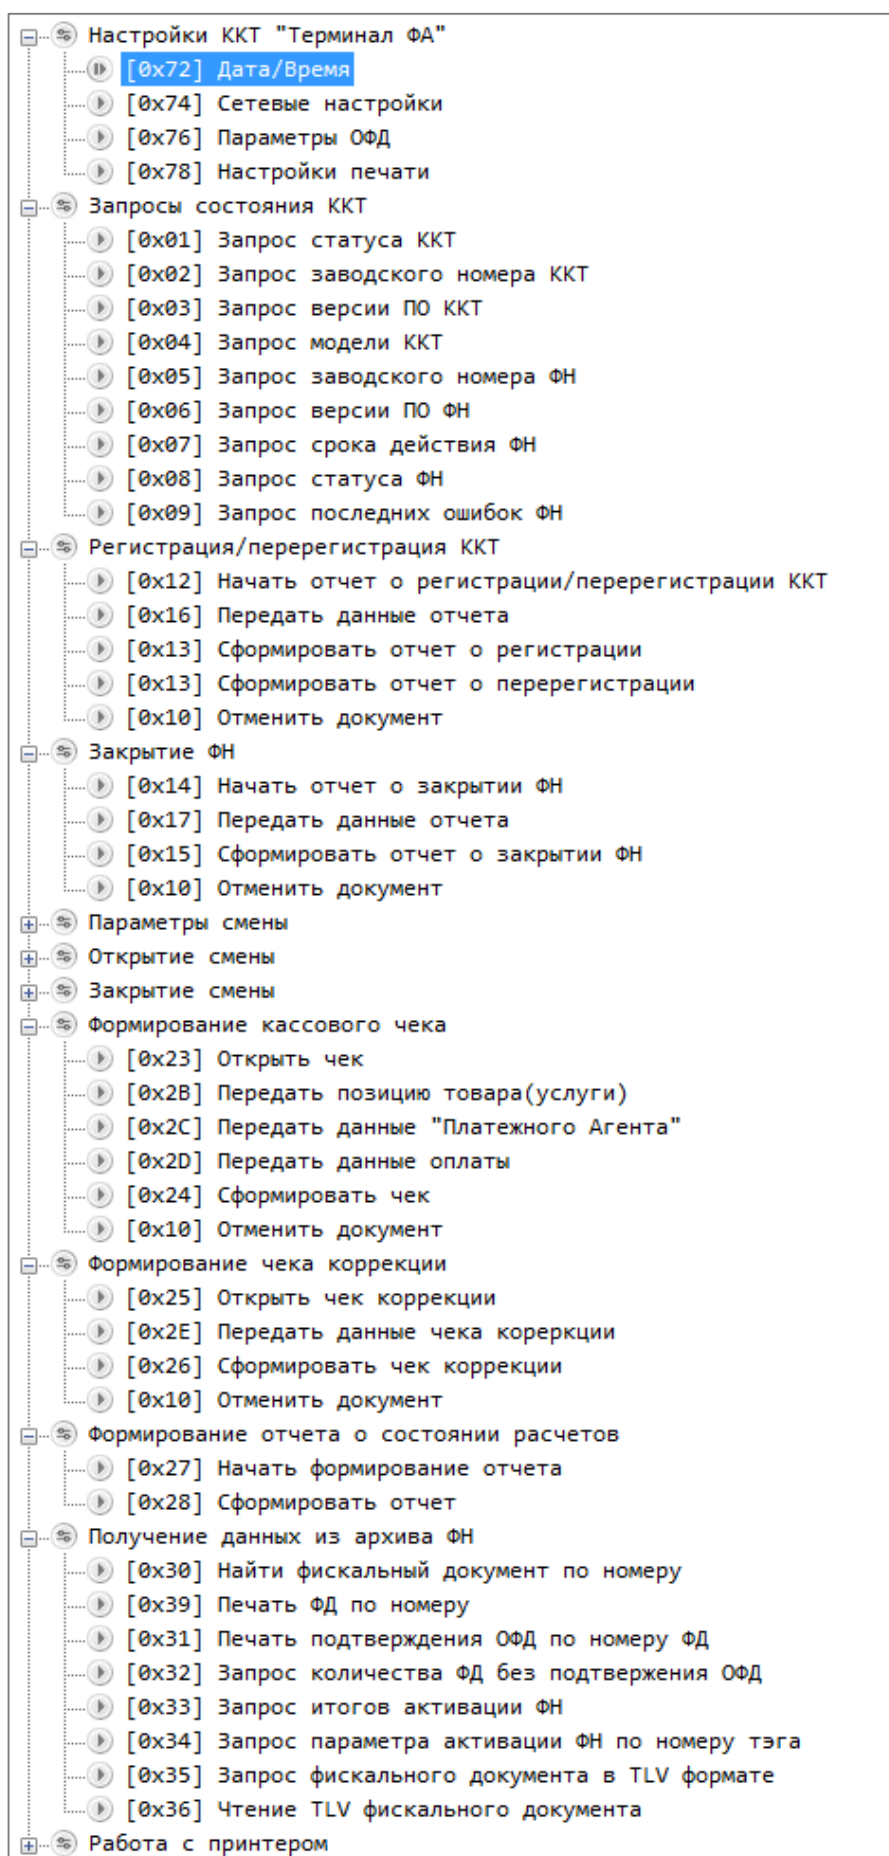 Настройки ККТ "Терминал ФА"
[0x72] Дата/Время
[0x74] Сетевые настройки
[0x76] Параметры ОФД
[0x78] Настройки печати
Запросы состояния ККТ
[0x01] Запрос статуса ККТ
[0x02] Запрос заводского номера ККТ
[0x03] Запрос версии ПО ККТ
[0x04] Запрос модели ККТ
[0x05] Запрос заводского номера ФН
[0x06] Запрос версии ПО ФН
[0x07] Запрос срока действия ФН
[0x08] Запрос статуса ФН
[0x09] Запрос последних ошибок ФН
Регистрация/перерегистрация ККТ
[0x12] Начать отчет о регистрации/перерегистрации ККТ
[0x16] Передать данные отчета
[0x13] Сформировать отчет о регистрации
[0x13] Сформировать отчет о перерегистрации
[0x10] Отменить документ
Закрытие ФН
[0x14] Начать отчет о закрытии ФН
[0x17] Передать данные отчета
[0x15] Сформировать отчет о закрытии ФН
[0x10] Отменить документ
Параметры смены
Открытие смены
Закрытие смены
Формирование кассового чека
[0x23] Открыть чек
[0x2B] Передать позицию товара(услуги)
[0x2C] Передать данные "Платежного Агента"
[0x2D] Передать данные оплаты
[0x24] Сформировать чек
[0x10] Отменить документ
Формирование чека коррекции
[0x25] Открыть чек коррекции
[0x2E] Передать данные чека кореркции
[0x26] Сформировать чек коррекции
[0x10] Отменить документ
Формирование отчета о состоянии расчетов
[0x27] Начать формирование отчета
[0x28] Сформировать отчет
Получение данных из архива ФН
[0x30] Найти фискальный документ по номеру
[0x39] Печать ФД по номеру
[0x31] Печать подтверждения ОФД по номеру ФД
[0x32] Запрос количества ФД без подтвержения ОФД
[0x33] Запрос итогов активации ФН
[0x34] Запрос параметра активации ФН по номеру тэга
[0x35] Запрос фискального документа в TLV формате
[0x36] Чтение TLV фискального документа
Работа с принтером